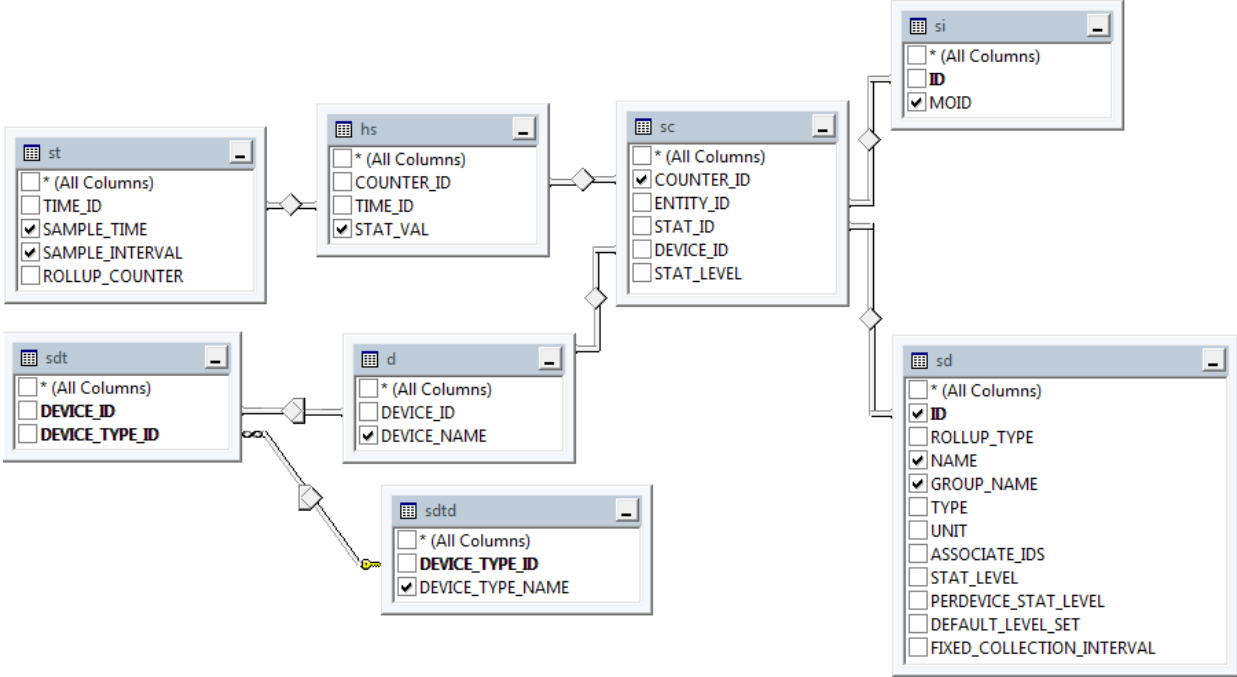 st
* (All Columns)
TIME_ID
SAMPLE_TIME
SAMPLE_INTERVAL
ROLLUP_COUNTER
hs
* (All Columns)
COUNTER_ID
TIME_ID
STAT_VAL
sc
* (All Columns)
COUNTER_ID
ENTITY_ID
STAT_ID
DEVICE_ID
STAT_LEVEL
si
* (All Columns)
ID
MOID
sdt
* (All Columns)
DEVICE_ID
DEVICE_TYPE_ID
d
* (All Columns)
DEVICE_ID
DEVICE_NAME
sdtd
* (All Columns)
DEVICE_TYPE_ID
DEVICE_TYPE_NAME
sd
* (All Columns)
ID
ROLLUP_TYPE
NAME
GROUP_NAME
TYPE
UNIT
ASSOCIATE_IDS
STAT_LEVEL
PERDEVICE_STAT_LEVEL
DEFAULT_LEVEL_SET
FIXED_COLLECTION_INTERVAL